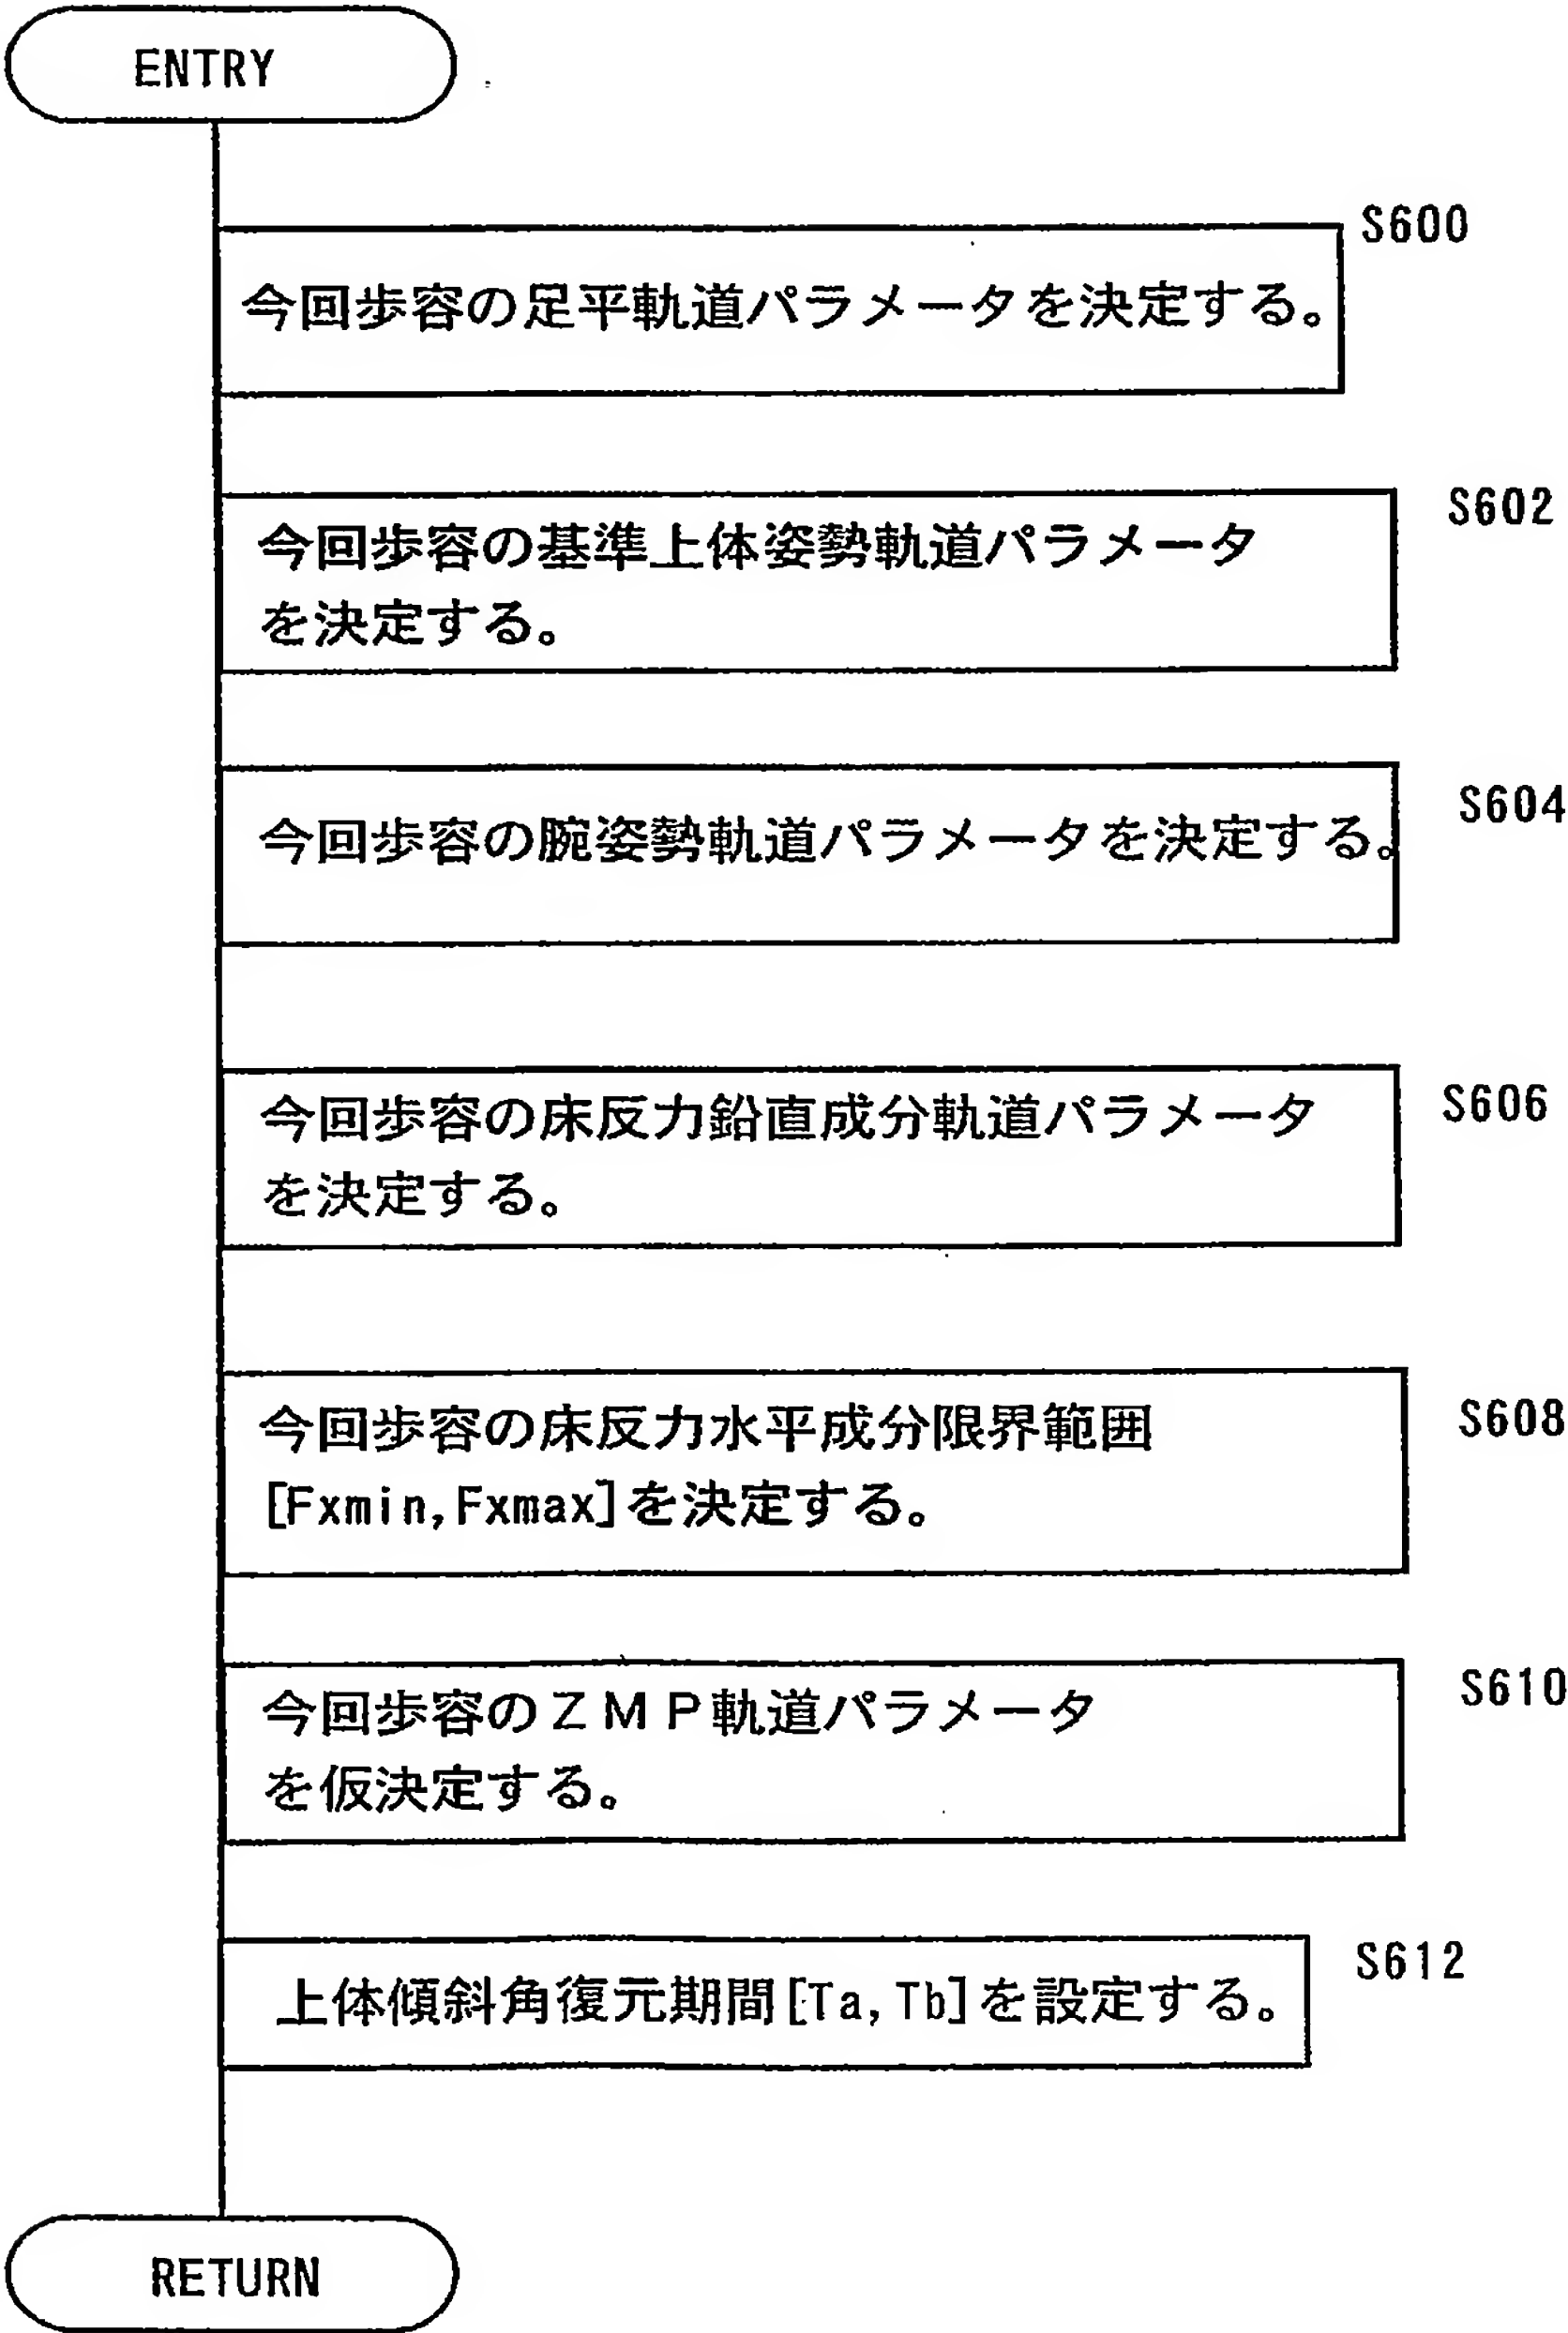 ENTRY
S600
今回歩容の足平軌道パラメータを決定する。
S602
今回歩容の基準上体姿勢軌道パラメータ
を決定する。
S604
今回歩容の腕姿勢軌道パラメータを決定する。
S606
今回歩容の床反力鉛直成分軌道パラメータ
を決定する。
S608
今回歩容の床反力水平成分限界範囲
[Fxmin,Fxmax]を決定する。
S610
今回歩容のＺＭＰ軌道パラメータ
を仮決定する。
S612
上体傾斜角復元期間[Ta,Tb]を設定する。
RETURN